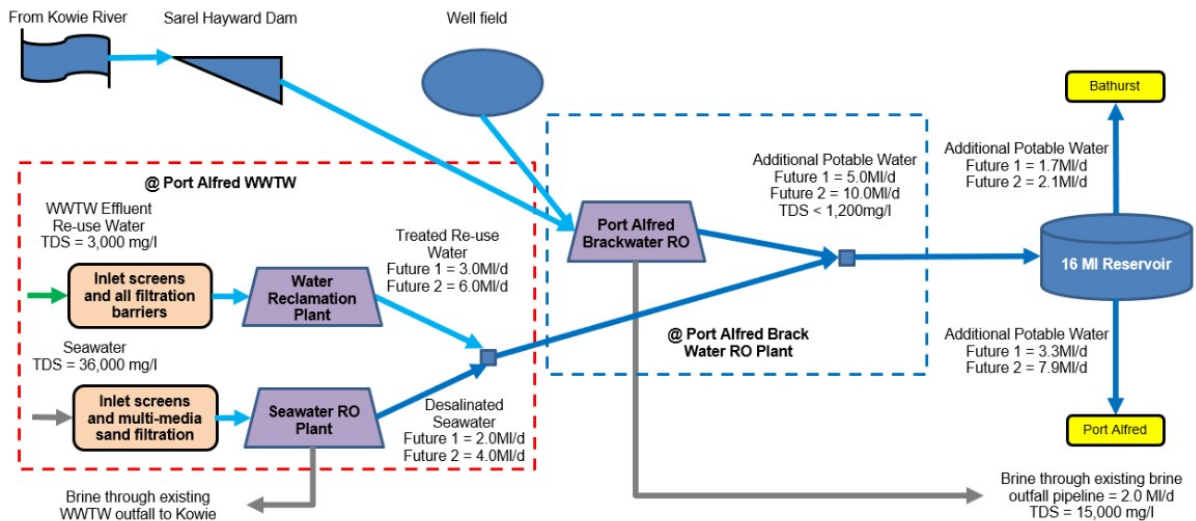 From Kowie River
Sarel Hayward Dam
Well field
Bathurst
@ Port Alfred WWTW
WWTW Effluent
Re-use Water
TDS = 3,000 mg/l
Inlet screens
and all filtration
barriers
Water
Reclamation
Plant
Treated Re-use
Water
Future 1 = 3.0Ml/d
Future 2 = 6.0Ml/d
Seawater
TDS = 36,000 mg/l
Inlet screens
and multi-media
sand filtration
Seawater RO
Plant
Desalinated
Seawater
Future 1 = 2.0Ml/d
Future 2 = 4.0Ml/d
Brine through existing
WWTW outfall to Kowie
Port Alfred
Brackwater RO
Additional Potable Water
Future 1 = 5.0Ml/d
Future 2 = 10.0Ml/d
TDS < 1,200mg/l
@ Port Alfred Brack
Water RO Plant
Additional Potable Water
Future 1 = 1.7Ml/d
Future 2 = 2.1Ml/d
16 Ml Reservoir
Additional Potable Water
Future 1 = 3.3Ml/d
Future 2 = 7.9Ml/d
Port Alfred
Brine through existing brine
outfall pipeline = 2.0 Ml/d
TDS = 15,000 mg/l